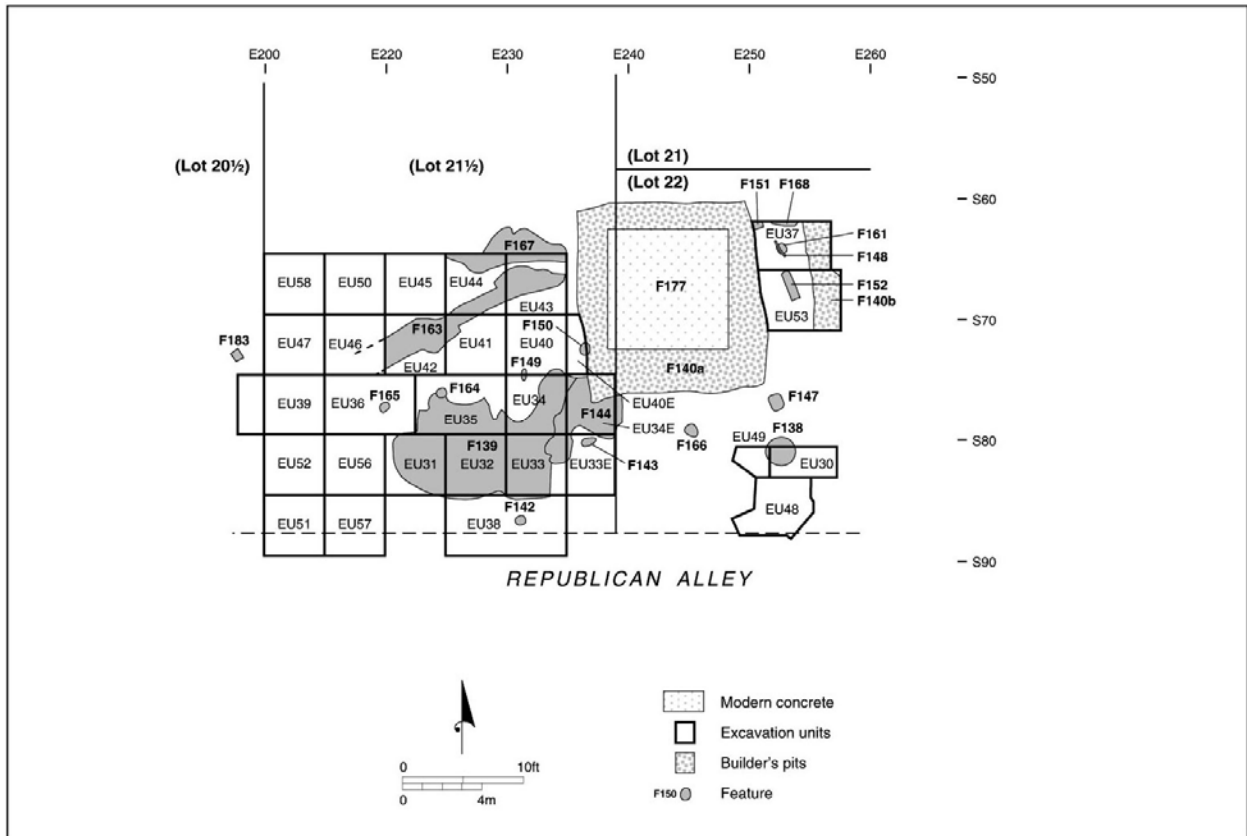 E200 E220 E230 E240 E250 E260
S50
(Lot 20½) (Lot 21½) (Lot 21)
(Lot 22)
F151 F168
S60
EU37 F161
F167
F148
EU58 EU50 EU45 EU44
F152
F177
EU43 EU53 F140b
S70
F163 F150
F183 EU47 EU46 EU41 EU40
F149 F140a
EU42
F164
F165
EU39 EU36 EU34 EU40E F147
EU35 F144
EU34E F138
F166 EU49
S80
F139
EU52 EU56 EU31 EU32 EU33 EU33E F143 EU30
F142 EU48
EU51 EU57 EU38
S90
REPUBLICAN ALLEY
Modern concrete
Excavation units
0 10ft
Builder's pits
0 4m
F150 Feature